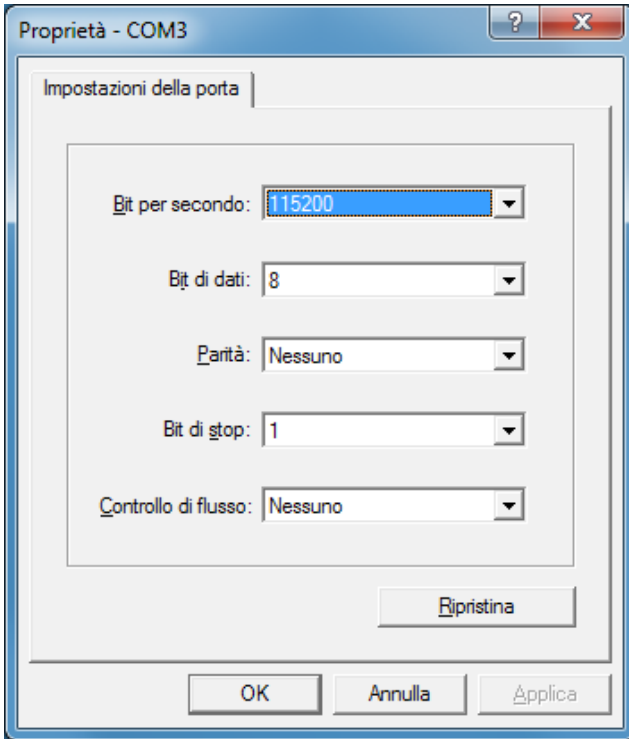 Proprietà - COM3
?
Impostazioni della porta
Bit per secondo: 115200
Bit di dati: 8
Parità: Nessuno
Bit di stop: 1
Controllo di flusso: Nessuno
Ripristina
OK Annulla Applica